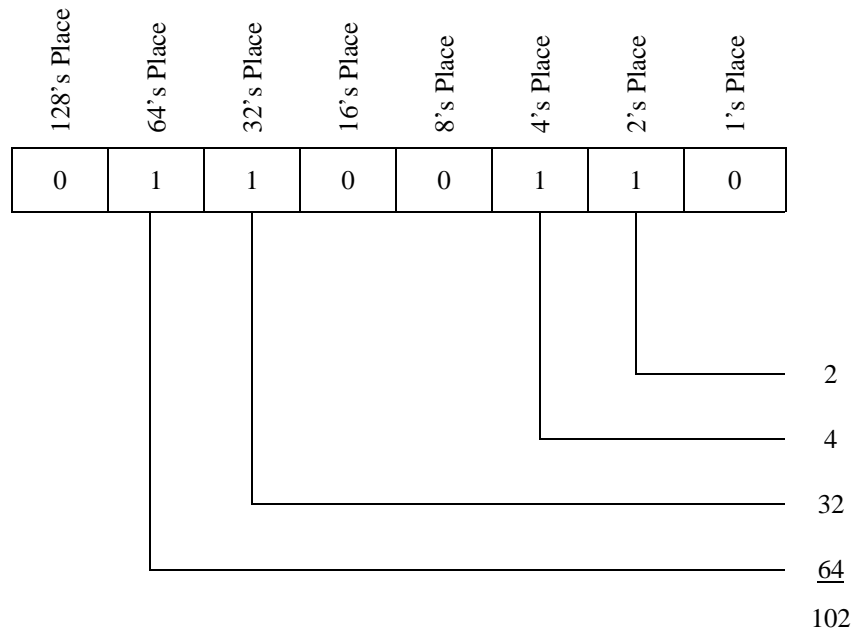 128's Place
64's Place
32's Place
16's Place
8's Place
4's Place
2's Place
1's Place
0 1 1 0 0 1 1 0
2
4
32
64
102